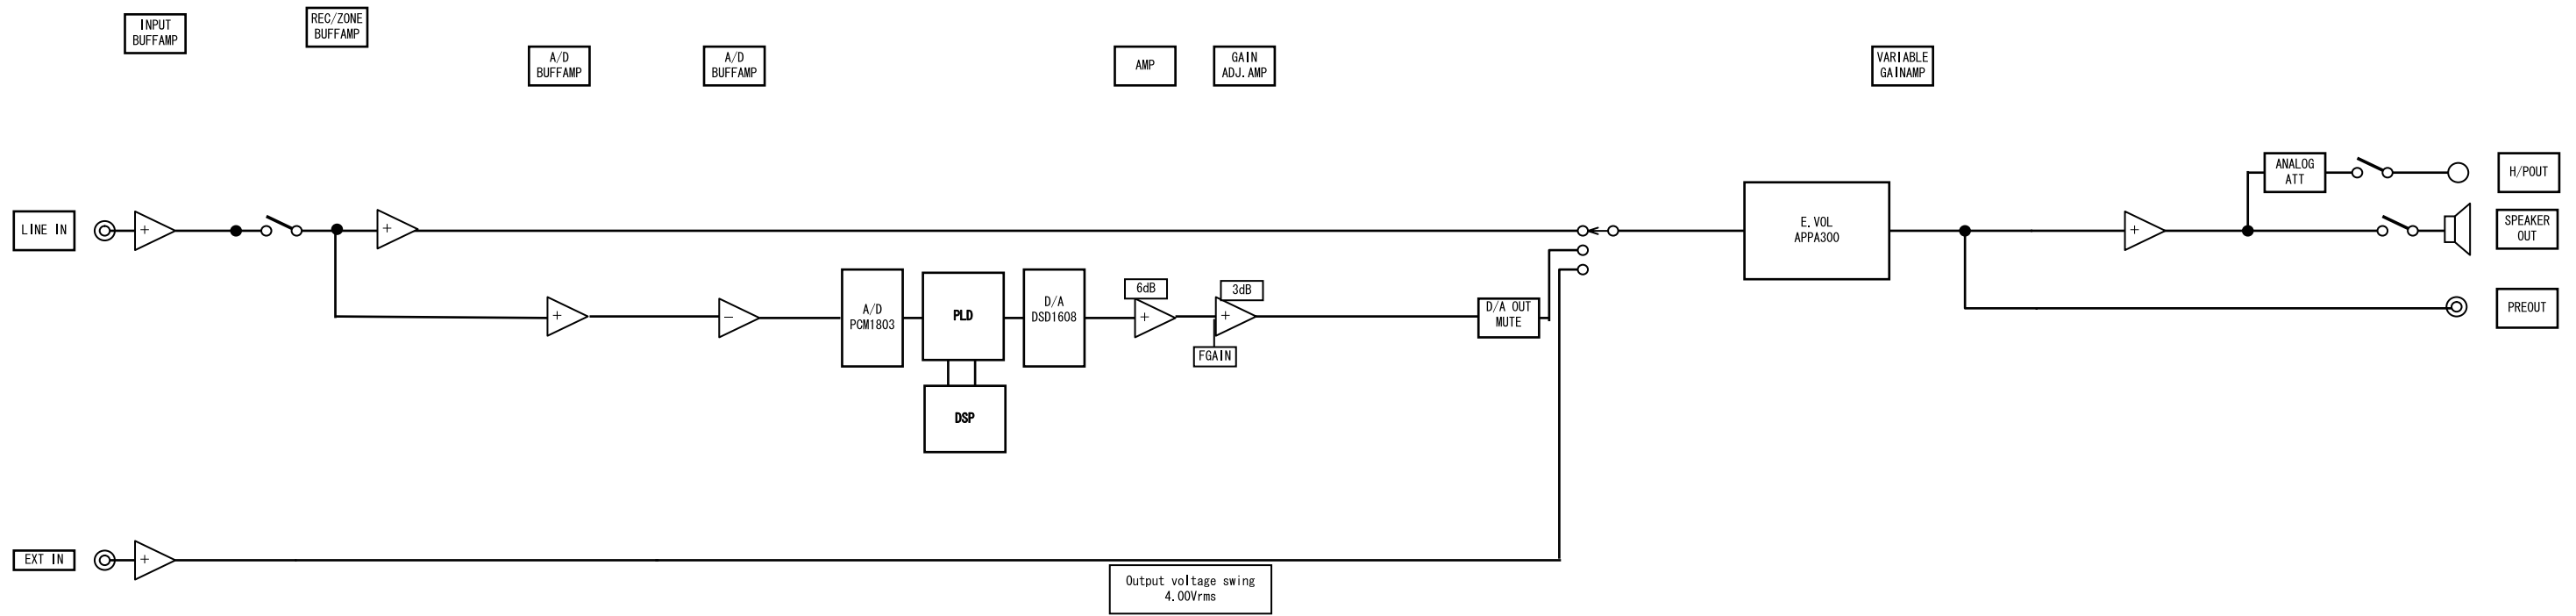 INPUT
BUFFAMP
REC/ZONE
BUFFAMP
A/D
BUFFAMP
A/D
BUFFAMP
AMP
GAIN
ADJ. AMP
VARIABLE
GAINAMP
ANALOG
ATT
H/POUT
LINE IN
+
+
E. VOL
APPA300
+
SPEAKER
OUT
6dB
3dB
+
−
A/D
PCM1803
PLD
D/A
DSD1608
+
+
D/A OUT
MUTE
PREOUT
FGAIN
DSP
EXT IN
+
Output voltage swing
4.00Vrms